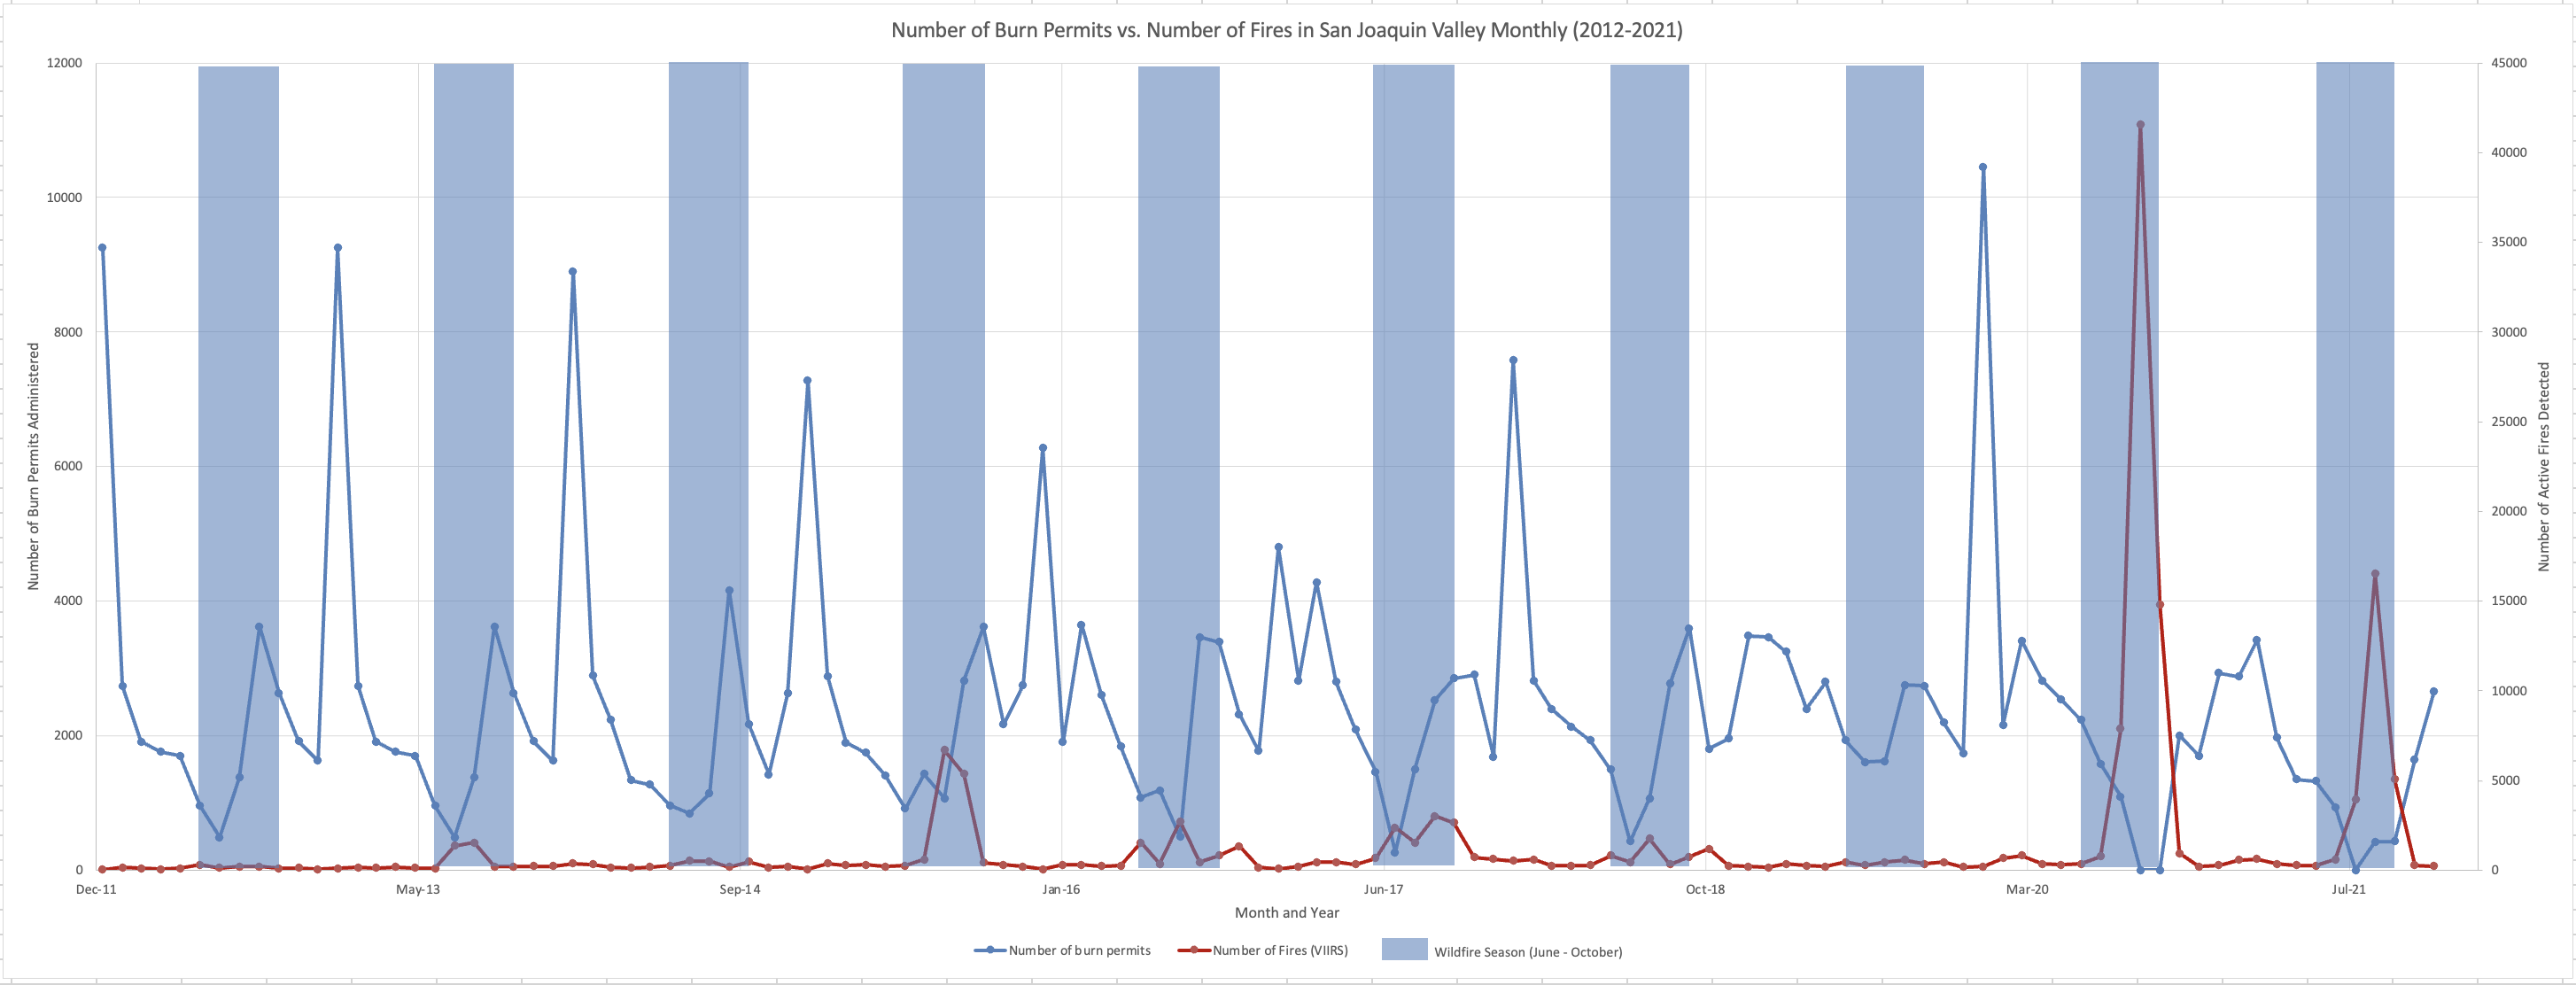 Number of Burn Permits vs. Number of Fires in San Joaquin Valley Monthly (2012-2021)
12000
10000
8000
6000
4000
2000
0
Number of Burn Permits Administered
45000
40000
35000
30000
25000
20000
15000
10000
5000
0
Number of Active Fires Detected
Dec-11 May-13 Sep-14 Jan-16 Jun-17 Oct-18 Mar-20 Jul-21
Month and Year
Number of burn permits Number of Fires (VIIRS) Wildfire Season (June - October)